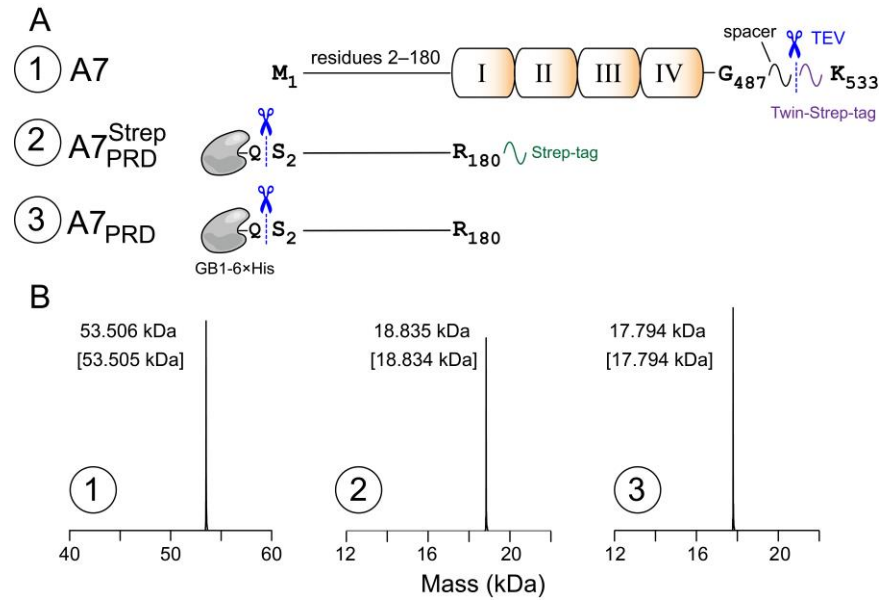 A
1 A7 M1 residues 2–180 I II III IV G487 spacer TEV K533
Twin-Strep-tag
2 A7 Strep PRD Q S2 R180 Strep-tag
3 A7PRD Q S2 R180
GB1-6×His
B
53.506 kDa 18.835 kDa 17.794 kDa
[53.505 kDa] [18.834 kDa] [17.794 kDa]
1 2 3
40 50 60 12 16 20 12 16 20
Mass (kDa)